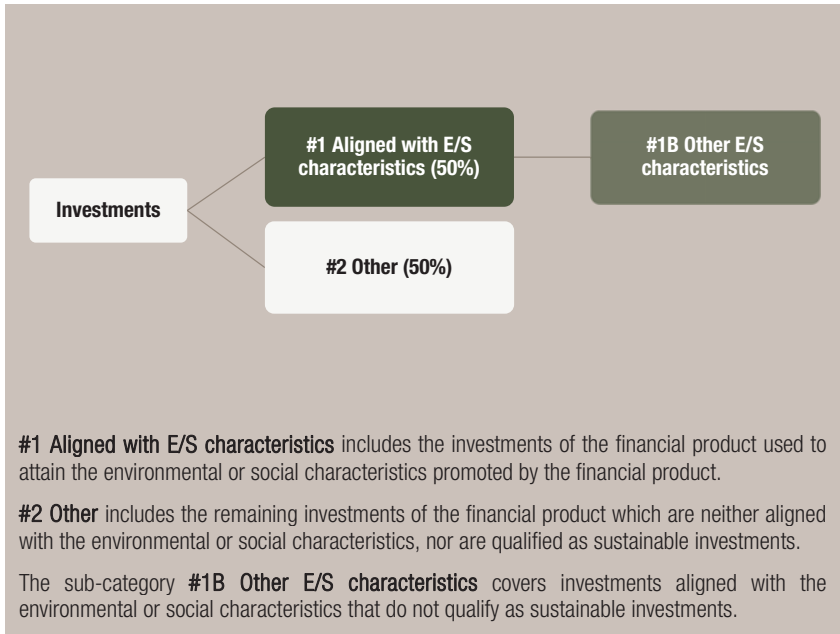 #1 Aligned with E/S
characteristics (50%)
#1B Other E/S
characteristics
Investments
#2 Other (50%)
#1 Aligned with E/S characteristics includes the investments of the financial product used to
attain the environmental or social characteristics promoted by the financial product.
#2 Other includes the remaining investments of the financial product which are neither aligned
with the environmental or social characteristics, nor are qualified as sustainable investments.
The sub-category #1B Other E/S characteristics covers investments aligned with the
environmental or social characteristics that do not qualify as sustainable investments.